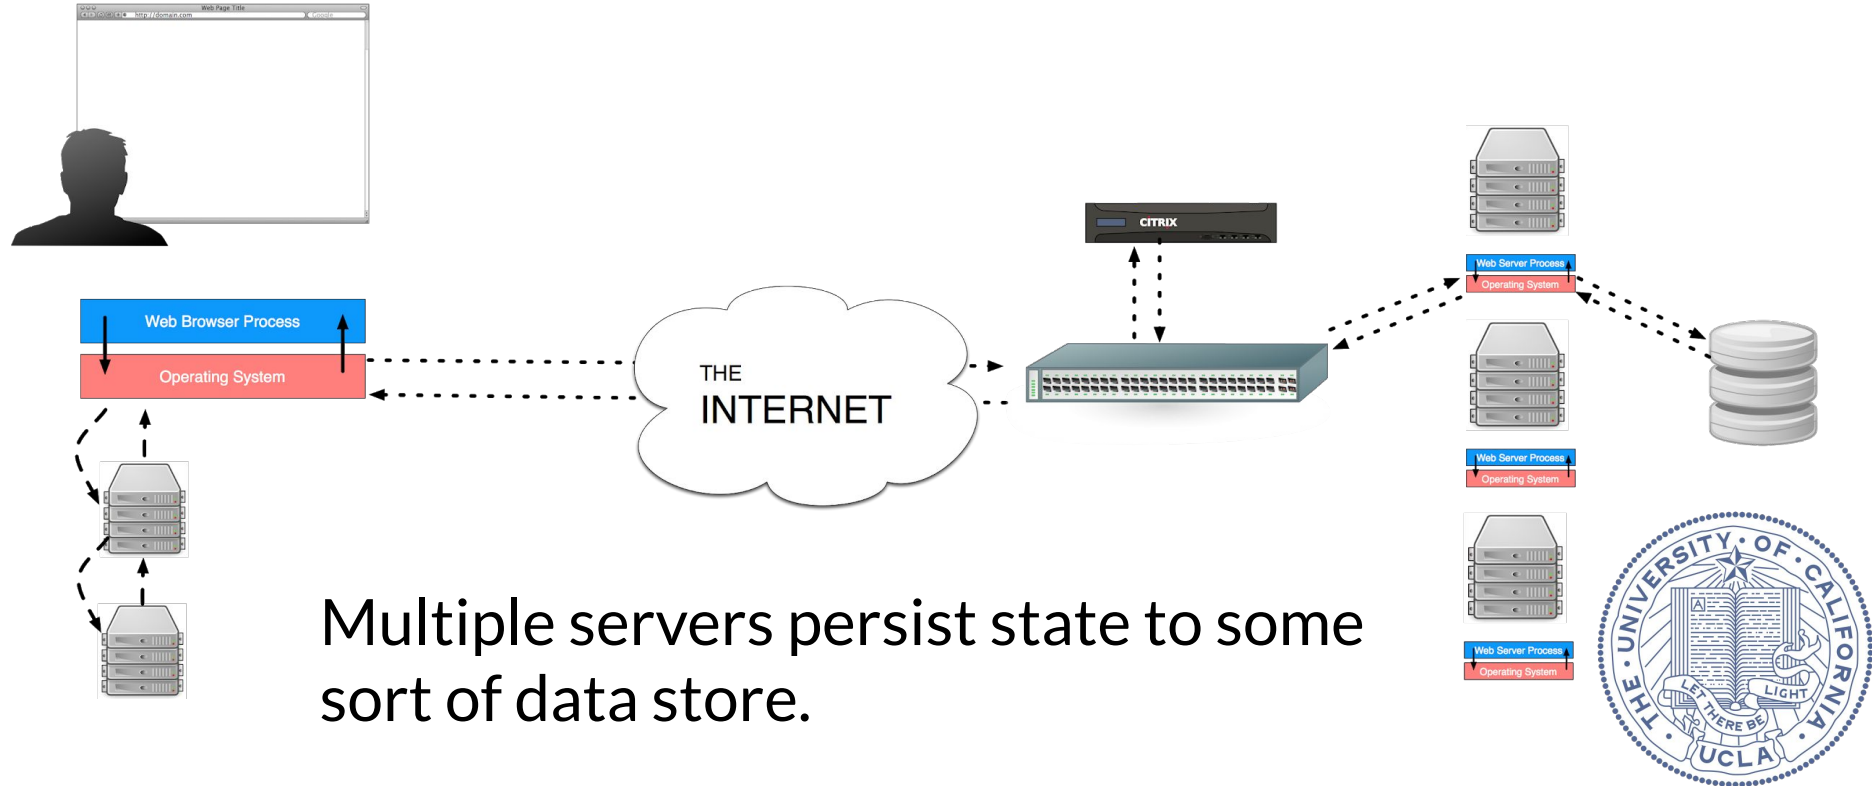 Web Page Title
http://domain.com
Google
CİTRIX
Web Server Process
Operating System
Web Browser Process
Operating System
THE
INTERNET
Web Server Process
Operating System
Multiple servers persist state to some
sort of data store.
Web Server Process
Operating System
THE · UNIVERSITY · OF · CALIFORNIA ·
A
LET THERE BE LIGHT
UCLA